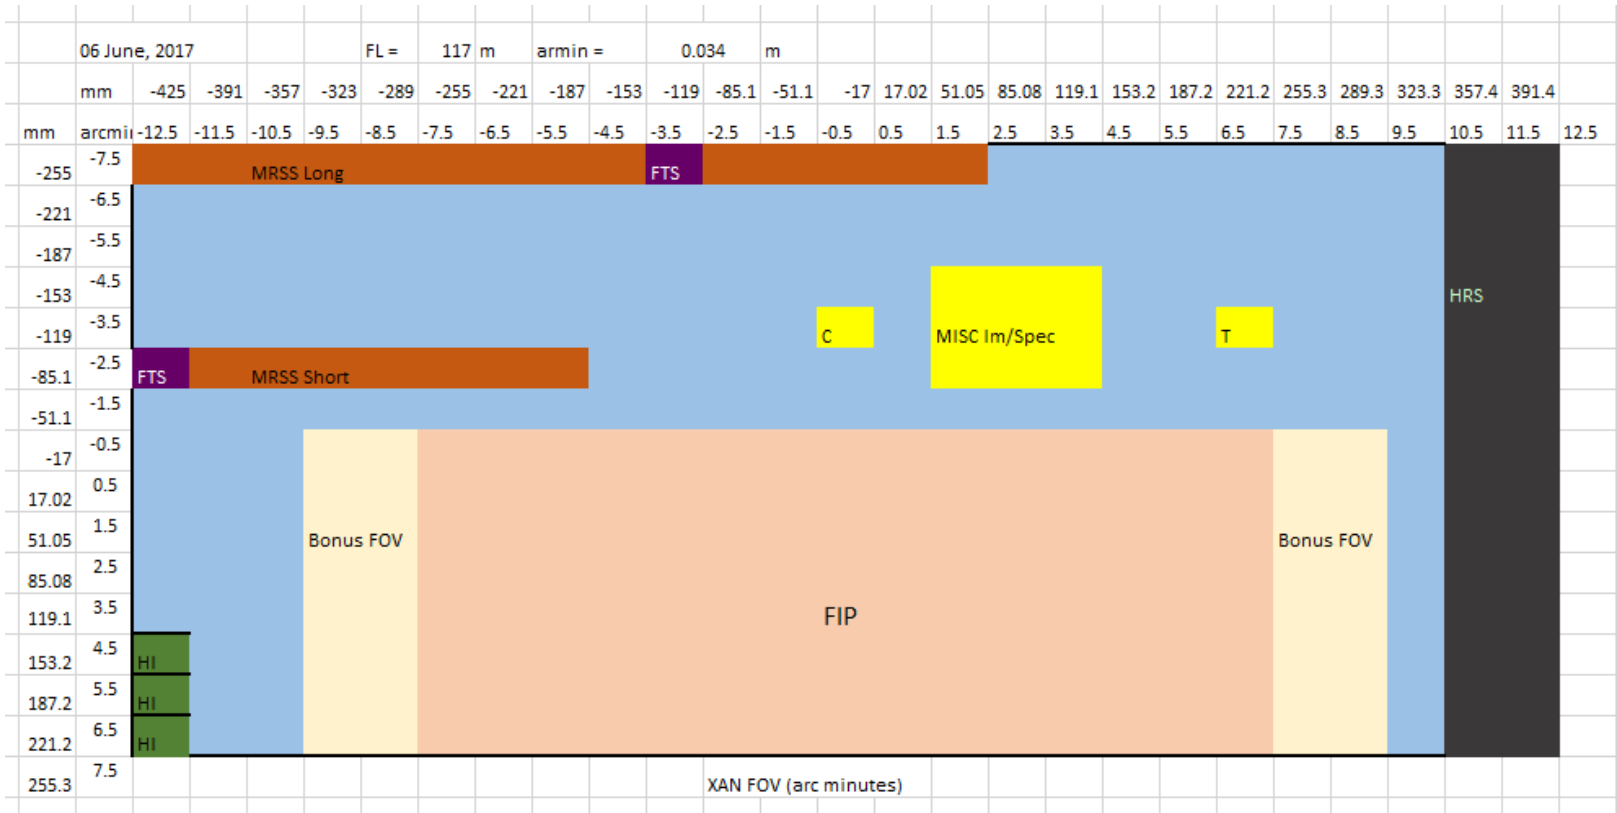 06 June, 2017 FL = 117 m armin = 0.034 m
mm -425 -391 -357 -323 -289 -255 -221 -187 -153 -119 -85.1 -51.1 -17 17.02 51.05 85.08 119.1 153.2 187.2 221.2 255.3 289.3 323.3 357.4 391.4
mm arcmi -12.5 -11.5 -10.5 -9.5 -8.5 -7.5 -6.5 -5.5 -4.5 -3.5 -2.5 -1.5 -0.5 0.5 1.5 2.5 3.5 4.5 5.5 6.5 7.5 8.5 9.5 10.5 11.5 12.5
-255 -7.5 MRSS Long FTS
-221 -6.5
-187 -5.5
-153 -4.5 HRS
-119 -3.5 C MISC Im/Spec T
-85.1 -2.5 FTS MRSS Short
-51.1 -1.5
-17 -0.5
17.02 0.5
51.05 1.5 Bonus FOV Bonus FOV
85.08 2.5
119.1 3.5 FIP
153.2 4.5 HI
187.2 5.5 HI
221.2 6.5 HI
255.3 7.5 XAN FOV (arc minutes)